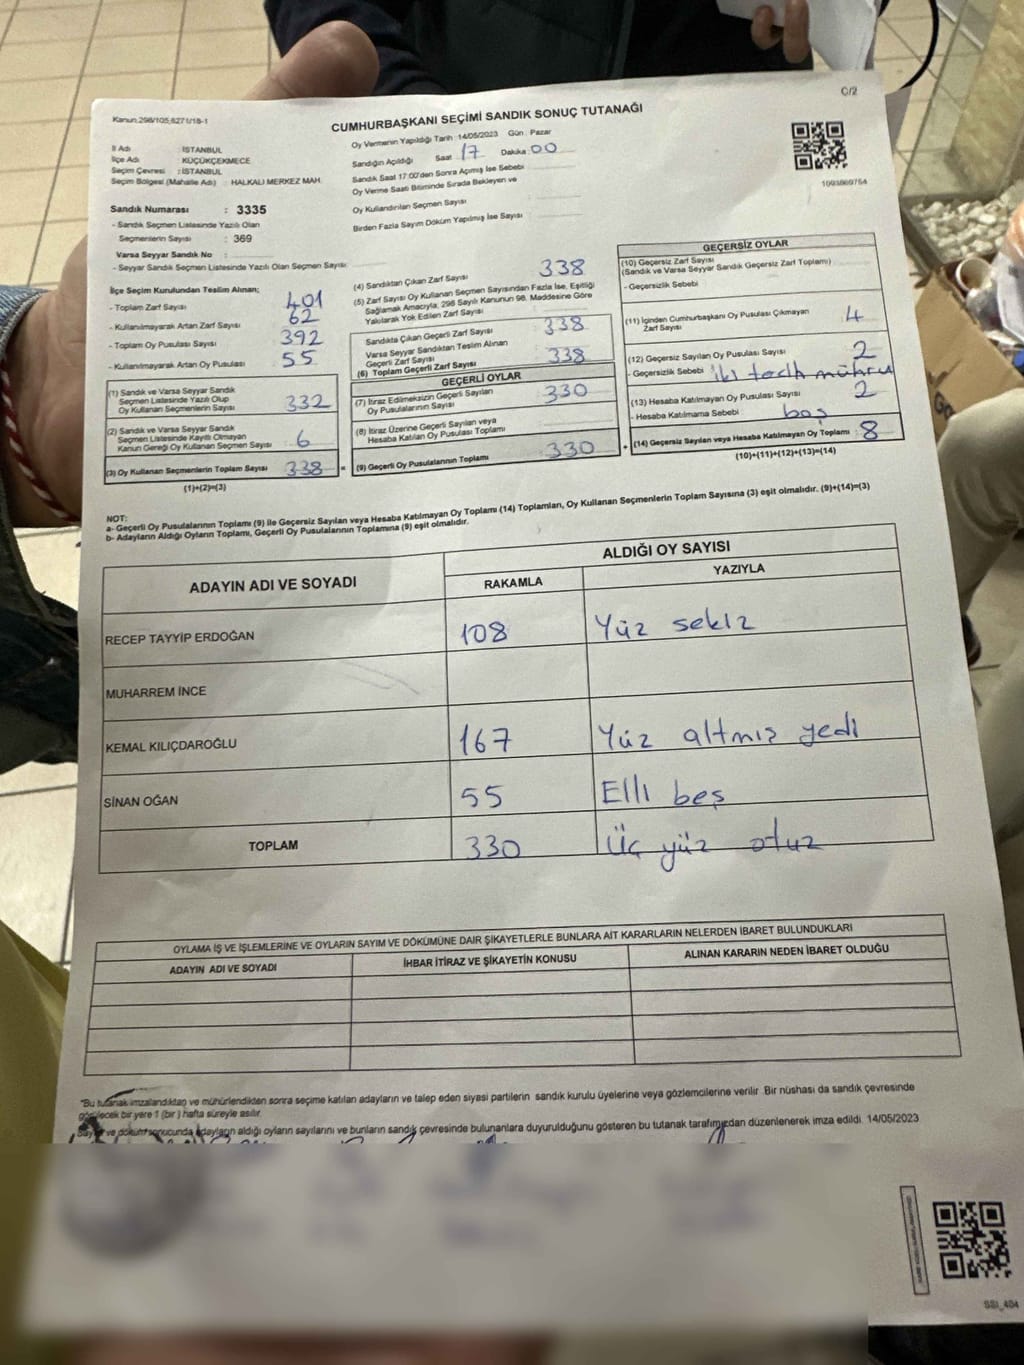 C/2
Kanun,298/105,6271/18-1
CUMHURBAŞKANI SEÇİMİ SANDIK SONUÇ TUTANAĞI
İl Adı : İSTANBUL
İlçe Adı : KÜÇÜKÇEKMECE
Seçim Çevresi : İSTANBUL
Seçim Bölgesi (Mahalle Adı) : HALKALI MERKEZ MAH.
Sandık Numarası : 3335
- Sandık Seçmen Listesinde Yazılı Olan
Seçmenlerin Sayısı : 369
Varsa Seyyar Sandık No :
- Seyyar Sandık Seçmen Listesinde Yazılı Olan Seçmen Sayısı:
Oy Vermenin Yapıldığı Tarih :14/05/2023 Gün : Pazar
Sandığın Açıldığı Saat 17 Dakika: 00
Sandık Saat 17:00'den Sonra Açmış İse Sebebi
Oy Verme Saati Bitiminde Sırada Bekleyen ve
Oy Kullandırılan Seçmen Sayısı :
Birden Fazla Sayım Döküm Yapılmış İse Sayısı :
1093869754
İlçe Seçim Kurulundan Teslim Alınan;
- Toplam Zarf Sayısı : 401
- Kullanılmayarak Artan Zarf Sayısı : 62
- Toplam Oy Pusulası Sayısı : 392
- Kullanılmayarak Artan Oy Pusulası : 55
(1) Sandık ve Varsa Seyyar Sandık
Seçmen Listesinde Yazılı Olup
Oy Kullanan Seçmenlerin Sayısı : 332
(2) Sandık ve Varsa Seyyar Sandık
Seçmen Listesinde Kayıtlı Olmayan
Kanun Gereği Oy Kullanan Seçmen Sayısı : 6
(3) Oy Kullanan Seçmenlerin Toplam Sayısı : 338 =
(1)+(2)=(3)
(4) Sandıktan Çıkan Zarf Sayısı : 338
(5) Zarf Sayısı Oy Kullanan Seçmen Sayısından Fazla İse, Eşitliği
Sağlamak Amacıyla, 298 Sayılı Kanunun 98. Maddesine Göre
Yakılarak Yok Edilen Zarf Sayısı :
Sandıkta Çıkan Geçerli Zarf Sayısı : 338
Varsa Seyyar Sandıktan Teslim Alınan
Geçerli Zarf Sayısı :
(6) Toplam Geçerli Zarf Sayısı : 338
GEÇERLİ OYLAR
(7) İtiraz Edilmeksizin Geçerli Sayılan
Oy Pusulalarının Sayısı : 330
(8) İtiraz Üzerine Geçerli Sayılan veya
Hesaba Katılan Oy Pusulası Toplamı :
(9) Geçerli Oy Pusulalarının Toplamı : 330 +
GEÇERSİZ OYLAR
(10) Geçersiz Zarf Sayısı
(Sandık ve Varsa Seyyar Sandık Geçersiz Zarf Toplamı) :
- Geçersizlik Sebebi :
(11) İçinden Cumhurbaşkanı Oy Pusulası Çıkmayan
Zarf Sayısı : 4
(12) Geçersiz Sayılan Oy Pusulası Sayısı : 2
- Geçersizlik Sebebi iki tecih mührü
(13) Hesaba Katılmayan Oy Pusulası Sayısı : 2
- Hesaba Katılmama Sebebi : boş
(14) Geçersiz Sayılan veya Hesaba Katılmayan Oy Toplamı : 8
(10)+(11)+(12)+(13)=(14)
NOT:
a- Geçerli Oy Pusulalarının Toplamı (9) ile Geçersiz Sayılan veya Hesaba Katılmayan Oy Toplamı (14) Toplamları, Oy Kullanan Seçmenlerin Toplam Sayısına (3) eşit olmalıdır. (9)+(14)=(3)
b- Adayların Aldığı Oyların Toplamı, Geçerli Oy Pusulalarının Toplamına (9) eşit olmalıdır.
ADAYIN ADI VE SOYADI
ALDIĞI OY SAYISI
RAKAMLA YAZIYLA
RECEP TAYYİP ERDOĞAN 108 Yüz sekiz
MUHARREM İNCE
KEMAL KILIÇDAROĞLU 167 Yüz altmış yedi
SİNAN OĞAN 55 Elli beş
TOPLAM 330 Üç yüz otuz
OYLAMA İŞ VE İŞLEMLERİNE VE OYLARIN SAYIM VE DÖKÜMÜNE DAİR ŞİKAYETLERLE BUNLARA AİT KARARLARIN NELERDEN İBARET BULUNDUKLARI
ADAYIN ADI VE SOYADI İHBAR İTİRAZ VE ŞİKAYETİN KONUSU ALINAN KARARIN NEDEN İBARET OLDUĞU
"Bu tutanak imzalandıktan ve mühürlendikten sonra seçime katılan adayların ve talep eden siyasi partilerin sandık kurulu üyelerine veya gözlemcilerine verilir. Bir nüshası da sandık çevresinde
görülecek bir yere 1 (bir) hafta süreyle asılır.
Sayım ve döküm sonucunda adayların aldığı oyların sayılarını ve bunların sandık çevresinde bulunanlara duyurulduğunu gösteren bu tutanak tarafımızdan düzenlenerek imza edildi. 14/05/2023